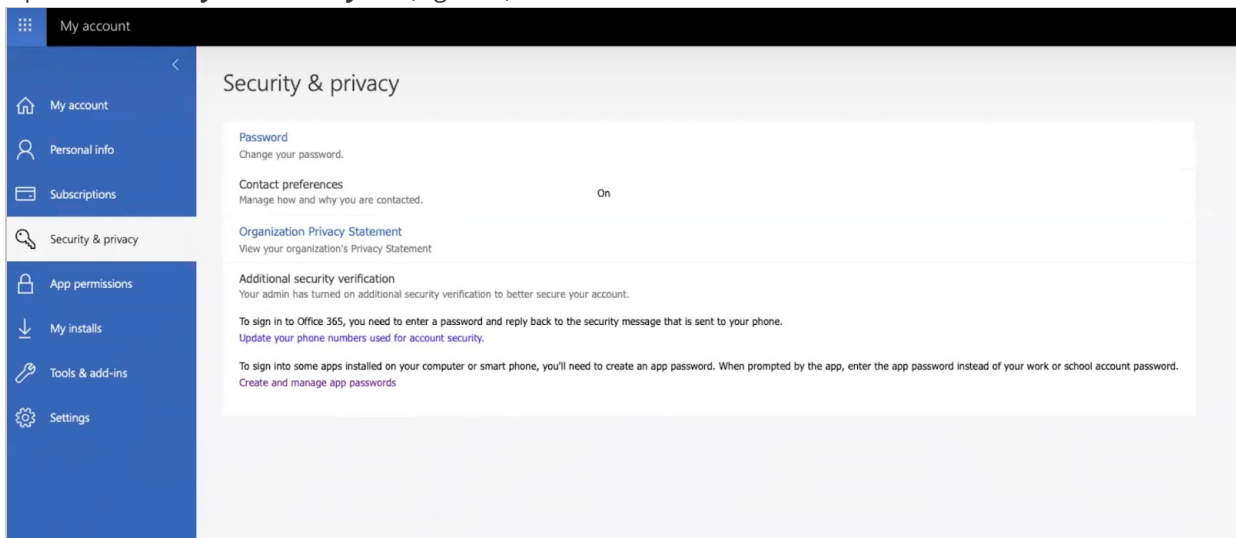 My account
My account
Personal info
Subscriptions
Security & privacy
App permissions
My installs
Tools & add-ins
Settings
Security & privacy
Password
Change your password.
Contact preferences
Manage how and why you are contacted.
On
Organization Privacy Statement
View your organization's Privacy Statement
Additional security verification
Your admin has turned on additional security verification to better secure your account.
To sign in to Office 365, you need to enter a password and reply back to the security message that is sent to your phone.
Update your phone numbers used for account security.
To sign into some apps installed on your computer or smart phone, you'll need to create an app password. When prompted by the app, enter the app password instead of your work or school account password.
Create and manage app passwords